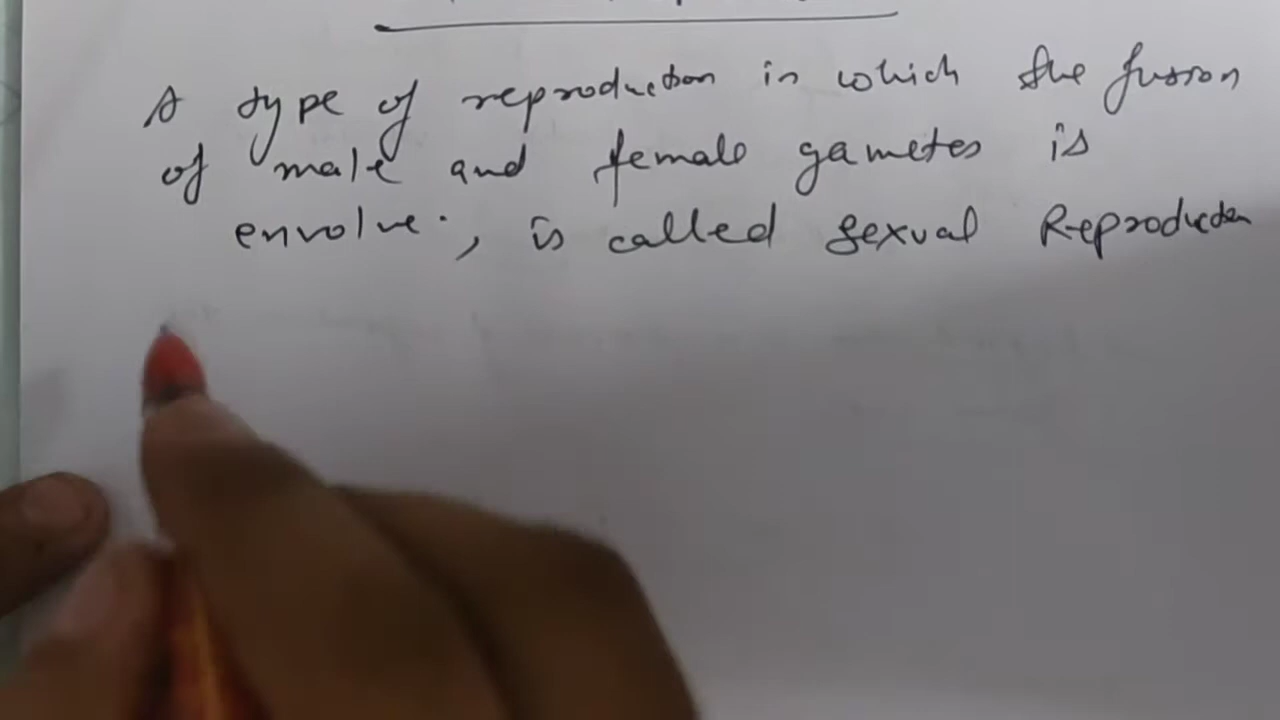 A type of reproduction in which the fusion
of male and female gametes is
envolve., is called sexual Reproduction